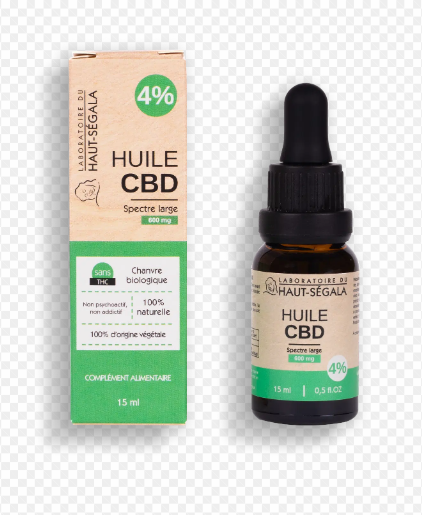 4%
LABORATOIRE DU
HAUT-SÉGALA
HUILE
CBD
Spectre large
600 mg
sans
THC
Chanvre
biologique
Non psychoactif,
non addictif
100%
naturelle
100% d'origine végétale
COMPLÉMENT ALIMENTAIRE
15 ml
LABORATOIRE DU
HAUT-SÉGALA
HUILE
CBD
Spectre large
600 mg
4%
15 ml | 0,5 fl.OZ